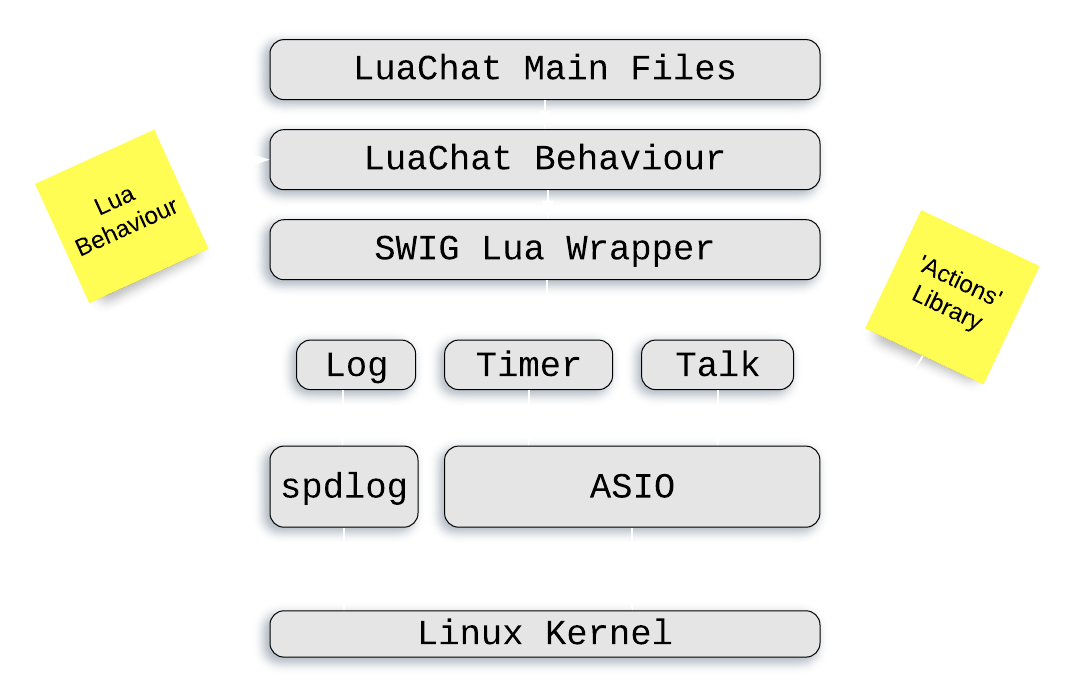 LuaChat Main Files
LuaChat Behaviour
Lua
Behaviour
SWIG Lua Wrapper
'Actions'
Library
Log
Timer
Talk
spdlog
ASIO
Linux Kernel